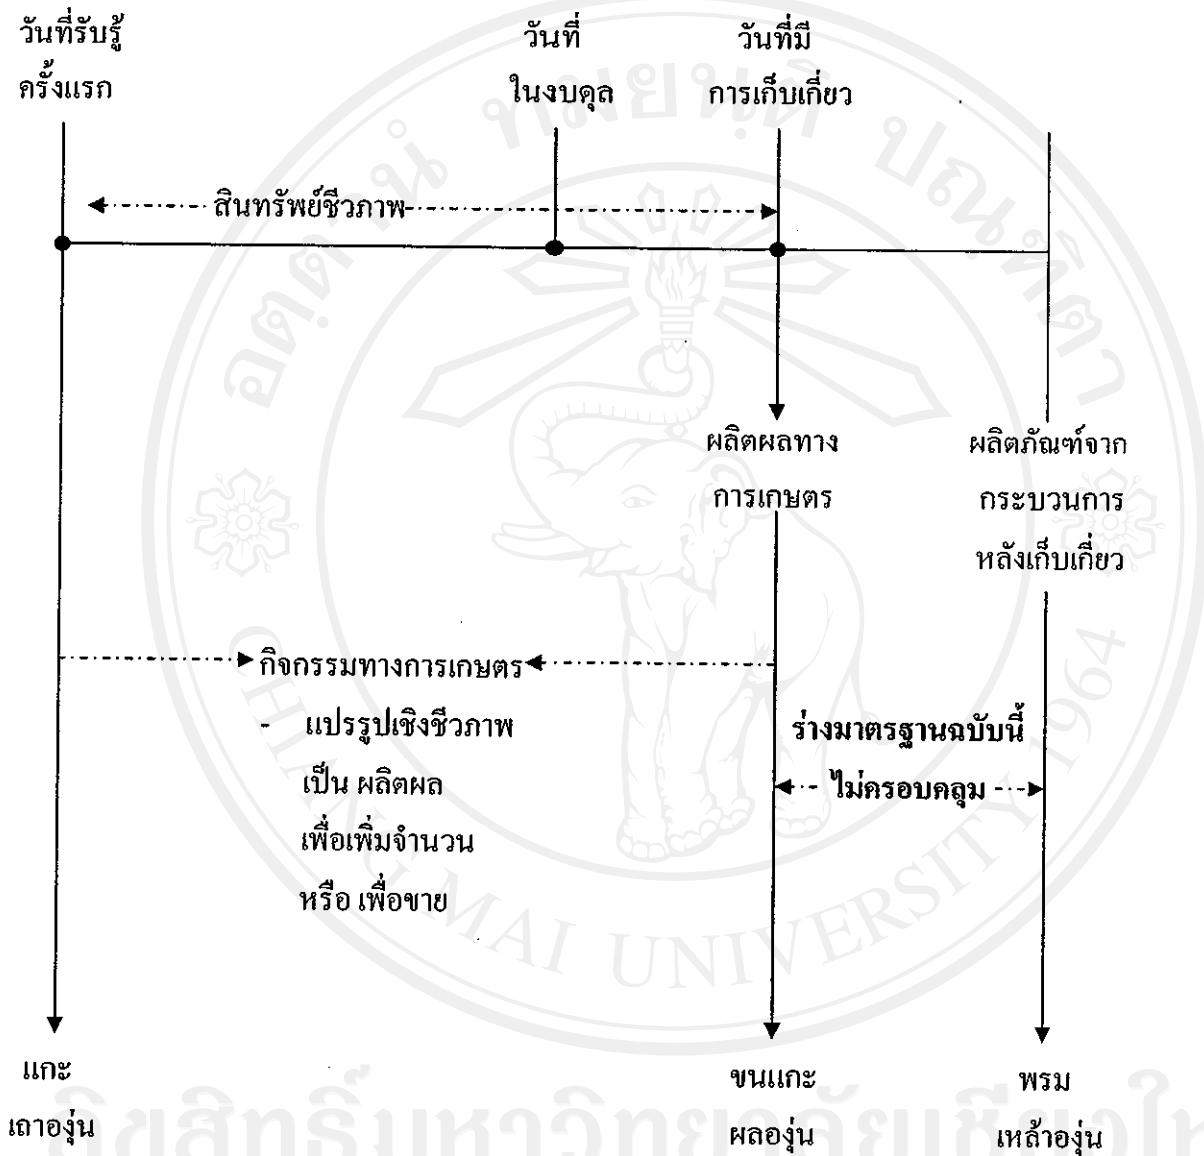 วันที่รับรู้
ครั้งแรก
วันที่
ในงบดุล
วันที่มี
การเก็บเกี่ยว
สินทรัพย์ชีวภาพ
ผลิตผลทาง
การเกษตร
ผลิตภัณฑ์จาก
กระบวนการ
หลังเก็บเกี่ยว
กิจกรรมทางการเกษตร
- แปรรูปเชิงชีวภาพ
เป็น ผลิตผล
เพื่อเพิ่มจำนวน
หรือ เพื่อขาย
ร่างมาตรฐานฉบับนี้
ไม่ครอบคลุม
แกะ
เถาองุ่น
ขนแกะ
ผลองุ่น
พรม
เหล้าองุ่น
CHIANG MAI UNIVERSITY 1964